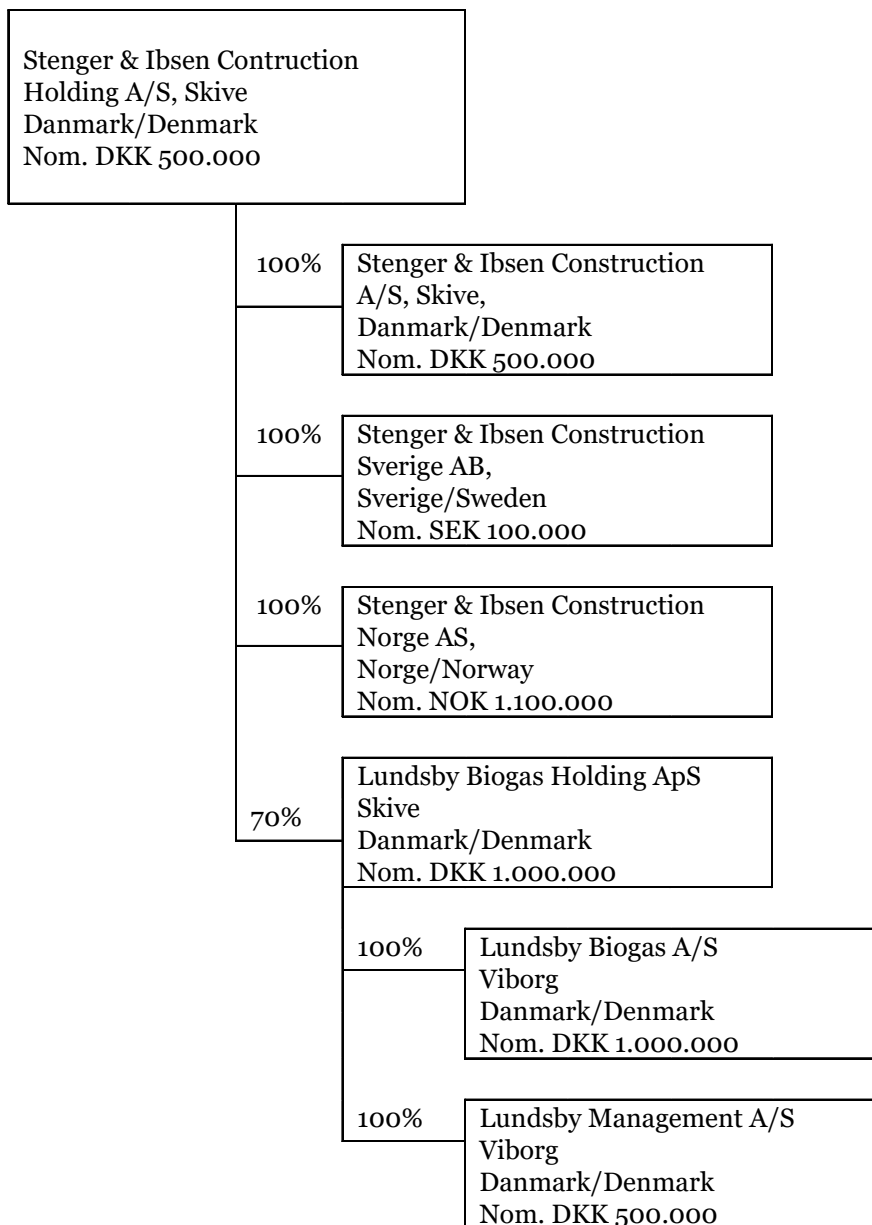 Stenger & Ibsen Contruction
Holding A/S, Skive
Danmark/Denmark
Nom. DKK 500.000
100%
Stenger & Ibsen Construction
A/S, Skive,
Danmark/Denmark
Nom. DKK 500.000
100%
Stenger & Ibsen Construction
Sverige AB,
Sverige/Sweden
Nom. SEK 100.000
100%
Stenger & Ibsen Construction
Norge AS,
Norge/Norway
Nom. NOK 1.100.000
70%
Lundsby Biogas Holding ApS
Skive
Danmark/Denmark
Nom. DKK 1.000.000
100%
Lundsby Biogas A/S
Viborg
Danmark/Denmark
Nom. DKK 1.000.000
100%
Lundsby Management A/S
Viborg
Danmark/Denmark
Nom. DKK 500.000